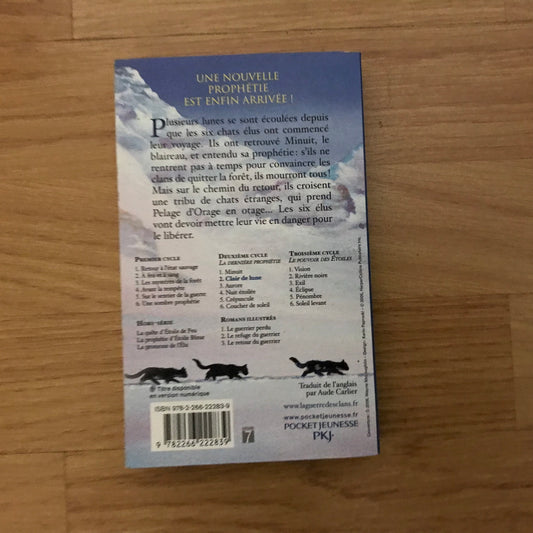 UNE NOUVELLE
PROPHÉTIE
EST ENFIN ARRIVÉE !
Plusieurs lunes se sont écoulées depuis
que les six chats élus ont commencé
leur voyage. Ils ont retrouvé Minuit, le
blaireau, et entendu sa prophétie : s'ils ne
rentrent pas à temps pour convaincre les
clans de quitter la forêt, ils mourront tous !
Mais sur le chemin du retour, ils croisent
une tribu de chats étranges, qui prend
Pelage d'Orage en otage... Les six élus
vont devoir mettre leur vie en danger pour
le libérer.
PREMIER CYCLE
1. Retour à l'état sauvage
2. À feu et à sang
3. Les mystères de la forêt
4. Avant la tempête
5. Sur le sentier de la guerre
6. Une sombre prophétie
DEUXIÈME CYCLE
LA DERNIÈRE PROPHÉTIE
1. Minuit
2. Clair de lune
3. Aurore
4. Nuit étoilée
5. Crépuscule
6. Coucher de soleil
TROISIÈME CYCLE
LE POUVOIR DES ÉTOILES
1. Vision
2. Rivière noire
3. Exil
4. Éclipse
5. Pénombre
6. Soleil levant
HORS-SÉRIE
La quête d'Étoile de Feu
La prophétie d'Étoile Bleue
La promesse de l'Élu
ROMANS ILLUSTRÉS
1. Le guerrier perdu
2. Le refuge du guerrier
3. Le retour du guerrier
Titre disponible
en version numérique
ISBN 978-2-266-22283-9
9 782266 222839
7
Traduit de l'anglais
par Aude Carlier
www.laguerredesclans.fr
www.pocketjeunesse.fr
POCKET JEUNESSE
PKJ·